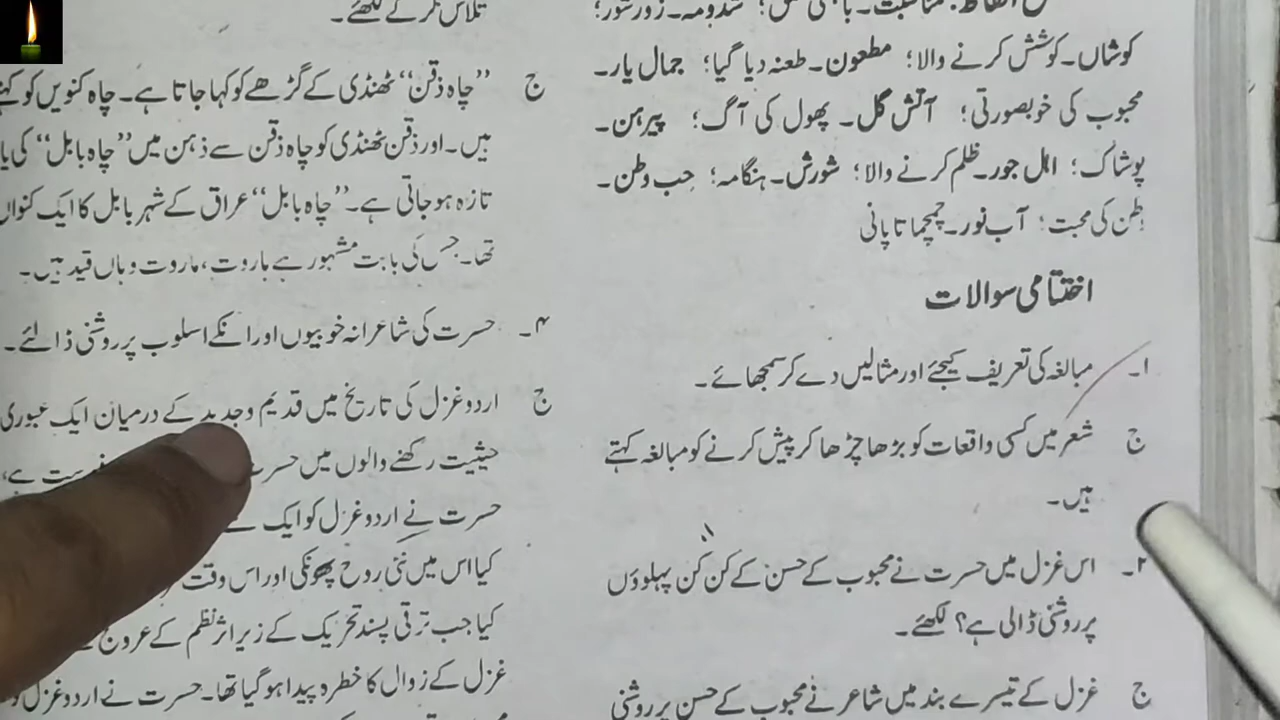 کوشاں۔کوشش کرنے والا؛ مطعون۔طعنہ دیا گیا؛ جمال یار۔
محبوب کی خوبصورتی؛ آتش گل۔ پھول کی آگ؛ پیرہن۔
پوشاک؛ اہل جور۔ظلم کرنے والا؛ شورش۔ہنگامہ؛ حب وطن۔
وطن کی محبت؛ آب نور۔چمچماتا پانی
اختتامی سوالات
۱۔ مبالغہ کی تعریف کیجئے اور مثالیں دے کر سمجھائے۔
ج شعر میں کسی واقعات کو بڑھا چڑھا کر پیش کرنے کو مبالغہ کہتے
ہیں۔
۲۔ اس غزل میں حسرت نے محبوب کے حسن کے کن کن پہلوؤں
پر روشنی ڈالی ہے؟ لکھئے۔
ج غزل کے تیسرے بند میں شاعر نے محبوب کے حسن پر روشنی
تلاش کر کے لکھئے۔
ج ”چاہ ذقن“ ٹھنڈی کے گڑھے کو کہا جاتا ہے۔ چاہ کنویں کو
ہیں۔ اور ذقن ٹھنڈی کو چاہ ذقن سے ذہن میں ”چاہ بابل“ کی
تازہ ہو جاتی ہے۔ ”چاہ بابل“ عراق کے شہر بابل کا ایک کنواں
تھا۔ جس کی بابت مشہور ہے ہاروت، ماروت وہاں قید ہیں۔
۴۔ حسرت کی شاعرانہ خوبیوں اور انکے اسلوب پر روشنی ڈالئے۔
ج اردو غزل کی تاریخ میں قدیم و جدید کے درمیان ایک عبوری
حیثیت رکھنے والوں میں حسرت ہے،
حسرت نے اردو غزل کو ایک
کیا اس میں نئی روح پھونکی اور اس وقت
کیا جب ترقی پسند تحریک کے زیر اثر نظم کے عروج
غزل کے زوال کا خطرہ پیدا ہو گیا تھا۔ حسرت نے اردو غزل